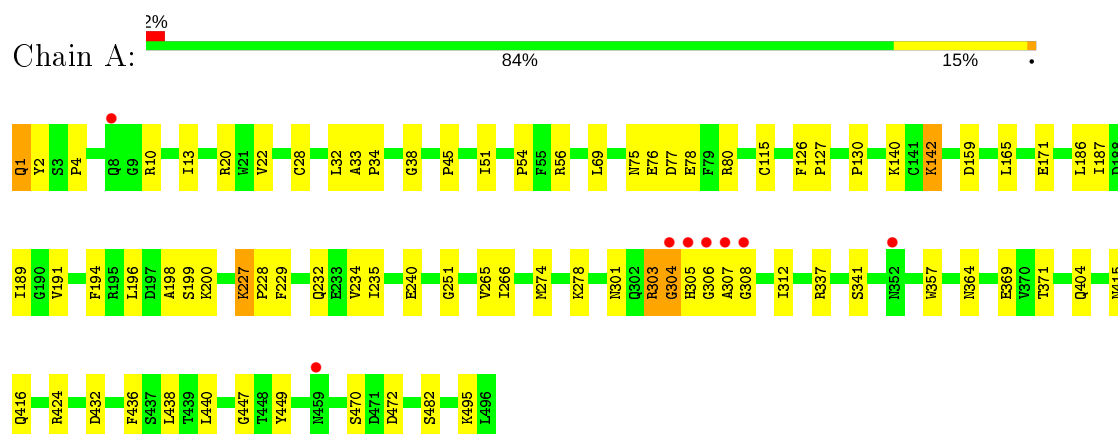 2%
Chain A:
84%
15%
•
Q1 Y2 S3 P4 Q8 G9 R10 I13 R20 W21 V22 C28 L32 A33 P34 G38 P45 I51 P54 F55 R56 L69 N75 E76 D77 E78 F79 R80 C115 F126 P127 P130 K140 C141 K142 D159 L165 E171 L186 I187 D188
I189 G190 V191 F194 R195 L196 D197 A198 S199 K200 K227 P228 F229 Q232 E233 V234 I235 E240 G251 V265 I266 M274 K278 N301 Q302 R303 G304 H305 G306 A307 G308 I312 R337 S341 N352 W357 N364 E369 V370 T371 Q404
Q416 R424 D432 F436 S437 L438 T439 L440 G447 T448 Y449 N459 S470 D471 D472 S482 K495 L496